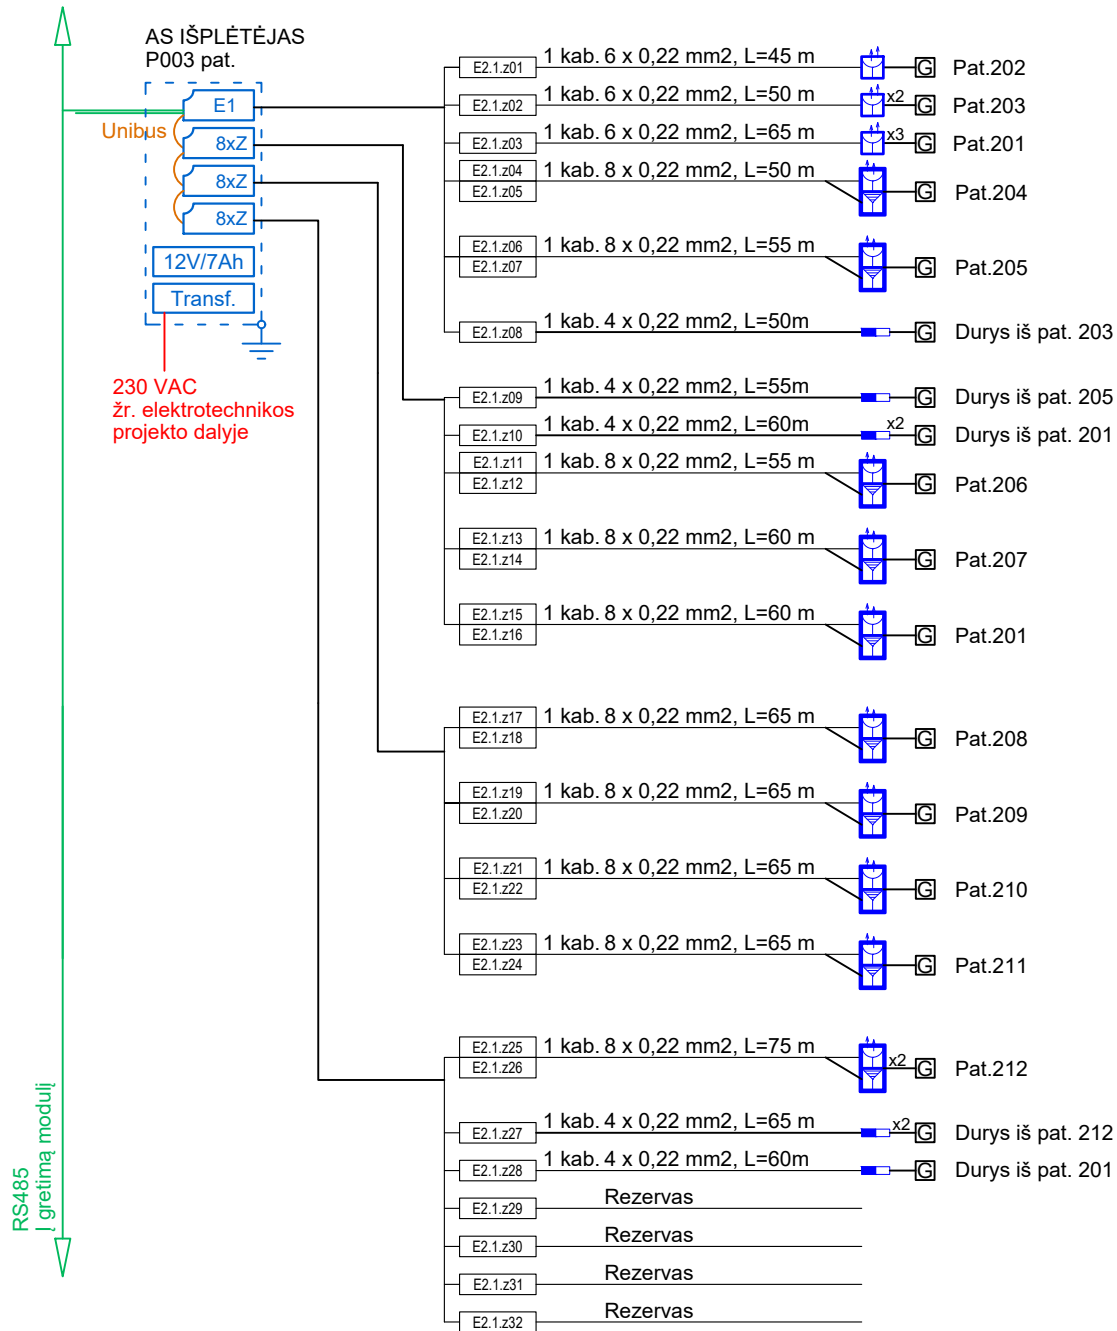 AS IŠPLĖTĖJAS
P003 pat.
E1
Unibus
8xZ
8xZ
8xZ
12V/7Ah
Transf.
230 VAC
žr. elektrotechnikos
projekto dalyje
RS485
Į gretimą modulį
E2.1.z01 1 kab. 6 x 0,22 mm2, L=45 m G Pat.202
E2.1.z02 1 kab. 6 x 0,22 mm2, L=50 m x2 G Pat.203
E2.1.z03 1 kab. 6 x 0,22 mm2, L=65 m x3 G Pat.201
E2.1.z04 1 kab. 8 x 0,22 mm2, L=50 m
E2.1.z05 G Pat.204
E2.1.z06 1 kab. 8 x 0,22 mm2, L=55 m
E2.1.z07 G Pat.205
E2.1.z08 1 kab. 4 x 0,22 mm2, L=50m G Durys iš pat. 203
E2.1.z09 1 kab. 4 x 0,22 mm2, L=55m G Durys iš pat. 205
E2.1.z10 1 kab. 4 x 0,22 mm2, L=60m x2 G Durys iš pat. 201
E2.1.z11 1 kab. 8 x 0,22 mm2, L=55 m
E2.1.z12 G Pat.206
E2.1.z13 1 kab. 8 x 0,22 mm2, L=60 m
E2.1.z14 G Pat.207
E2.1.z15 1 kab. 8 x 0,22 mm2, L=60 m
E2.1.z16 G Pat.201
E2.1.z17 1 kab. 8 x 0,22 mm2, L=65 m
E2.1.z18 G Pat.208
E2.1.z19 1 kab. 8 x 0,22 mm2, L=65 m
E2.1.z20 G Pat.209
E2.1.z21 1 kab. 8 x 0,22 mm2, L=65 m
E2.1.z22 G Pat.210
E2.1.z23 1 kab. 8 x 0,22 mm2, L=65 m
E2.1.z24 G Pat.211
E2.1.z25 1 kab. 8 x 0,22 mm2, L=75 m
E2.1.z26 x2 G Pat.212
E2.1.z27 1 kab. 4 x 0,22 mm2, L=65 m x2 G Durys iš pat. 212
E2.1.z28 1 kab. 4 x 0,22 mm2, L=60m G Durys iš pat. 201
E2.1.z29 Rezervas
E2.1.z30 Rezervas
E2.1.z31 Rezervas
E2.1.z32 Rezervas